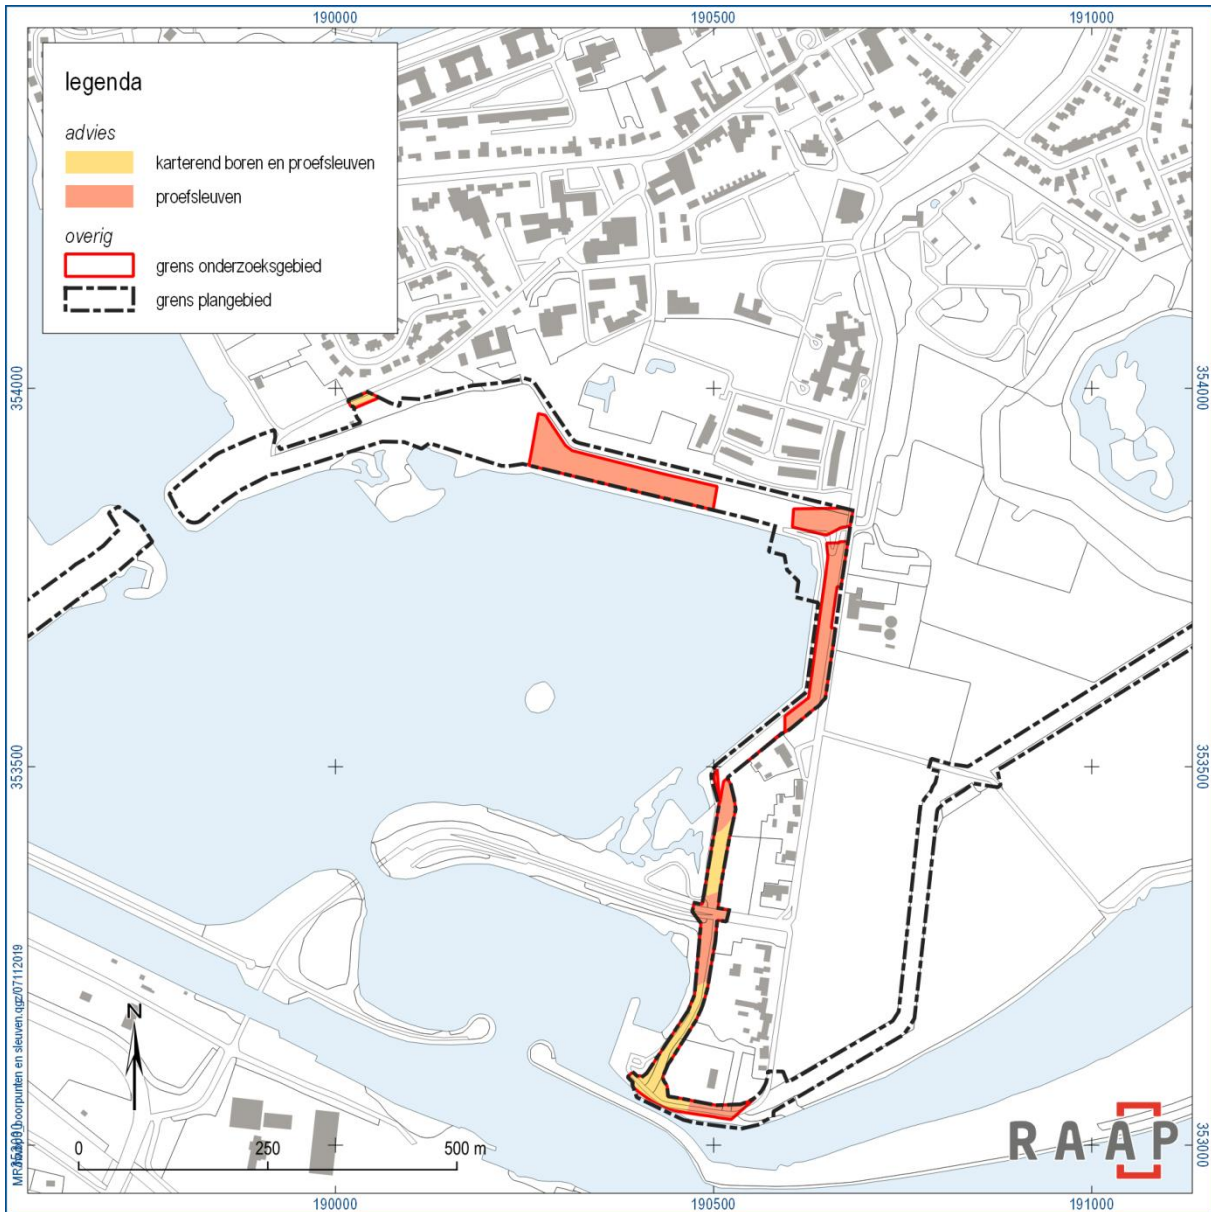 190000 190500 191000
legenda
advies
karterend boren en proefsleuven
proefsleuven
overig
grens onderzoeksgebied
grens plangebied
354000 354000
353500 353500
353000
N
0 250 500 m
RAAP
190000 190500 191000